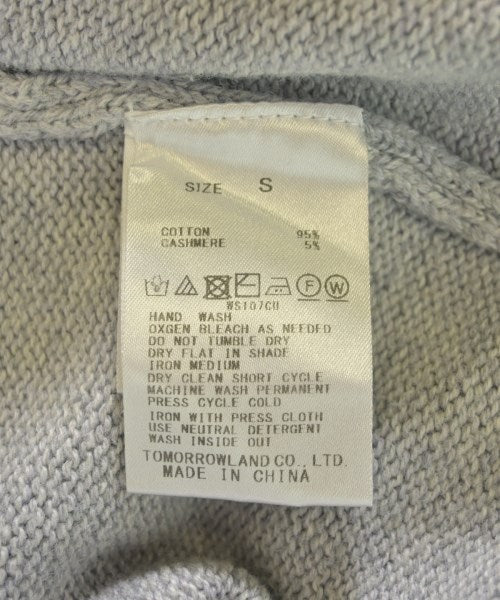 SIZE S
COTTON 95%
CASHMERE 5%
F W
WS107CU
HAND WASH
OXGEN BLEACH AS NEEDED
DO NOT TUMBLE DRY
DRY FLAT IN SHADE
IRON MEDIUM
DRY CLEAN SHORT CYCLE
MACHINE WASH PERMANENT
PRESS CYCLE COLD
IRON WITH PRESS CLOTH
USE NEUTRAL DETERGENT
WASH INSIDE OUT
TOMORROWLAND CO., LTD.
MADE IN CHINA